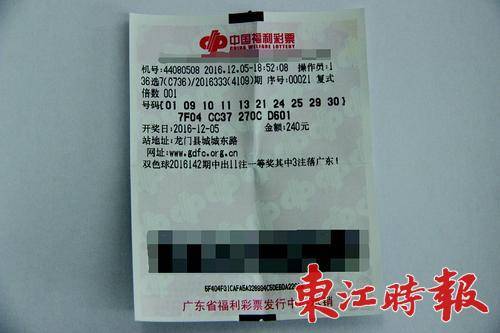 中国福利彩票
CHINA WELFARE LOTTERY
机号:44080508 2016.12.05-18:52:08 操作员:1
36选7(C736)/2016333(4109)期 序号:00021 复式
倍数 001
号码{01 09 10 11 13 21 24 25 29 30}
7F04 CC37 270C D601
开奖日:2016-12-05 金额:240元
站地址:龙门县城城东路
网址:www.gdfc.org.cn
双色球2016142期中出11注一等奖其中3注落广东!
广东省福利彩票发行中
销
東江時報